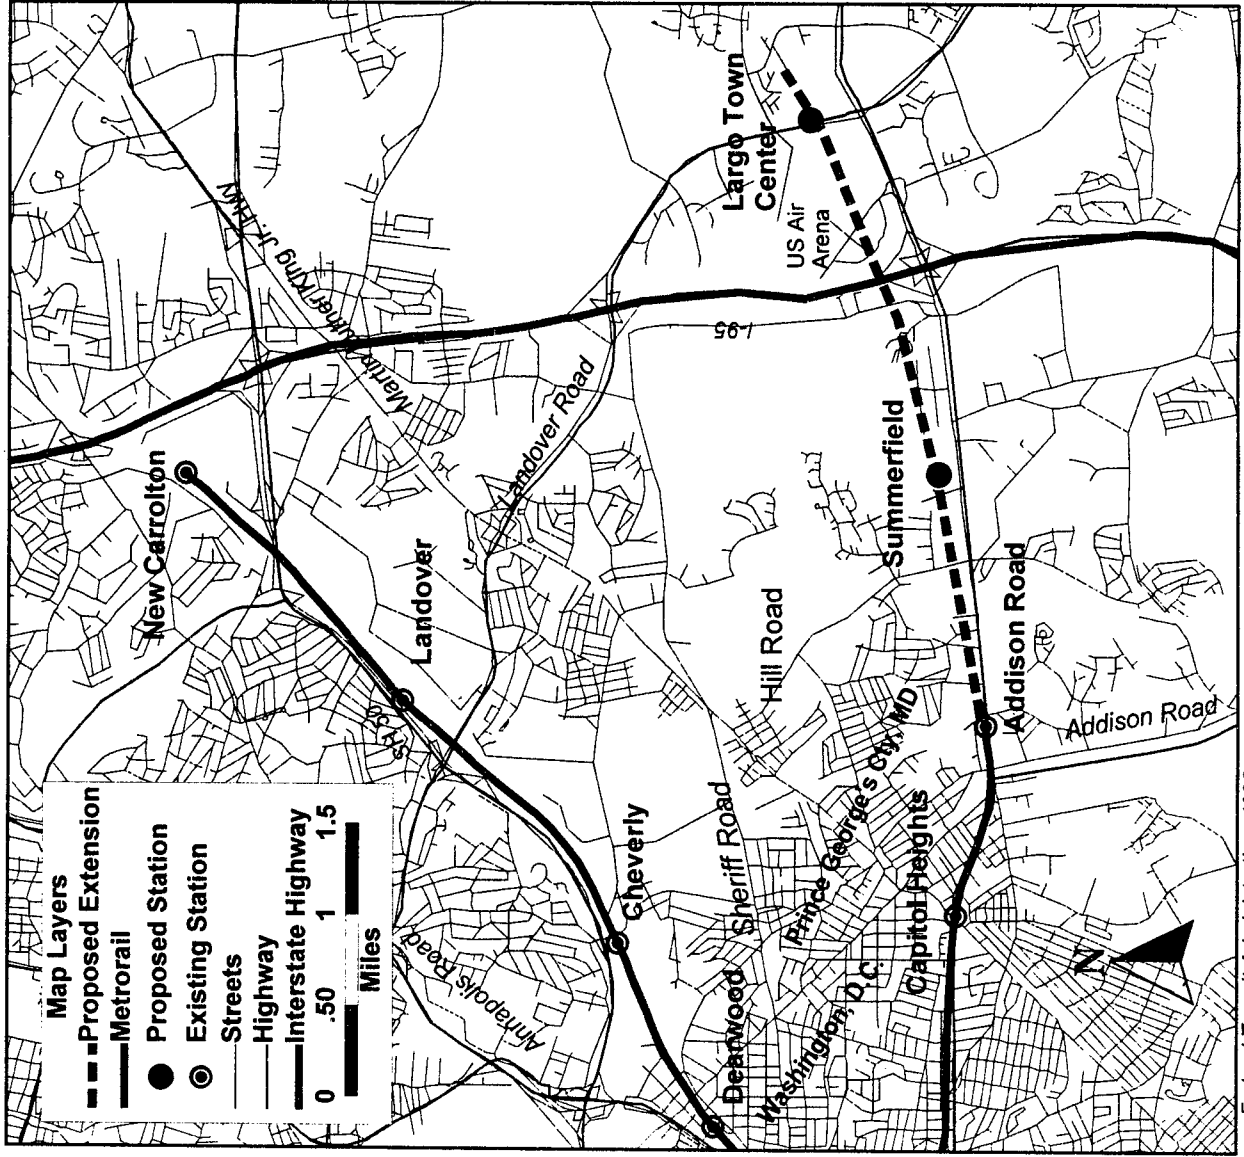 Map Layers
Proposed Extension
Metrorail
Proposed Station
Existing Station
Streets
Highway
Interstate Highway
0 .50 1 1.5
Miles
New Carrolton
Martin Luther King Jr. Hwy
Largo Town
Center
US Air
Arena
I-95
Landover Road
Landover
Summerfield
Hill Road
Addison Road
Addison Road
Cheverly
Sheriff Road
Prince George's Cty, MD
Capitol Heights
Annapolis Road
Deanwood
Washington, D.C.
N